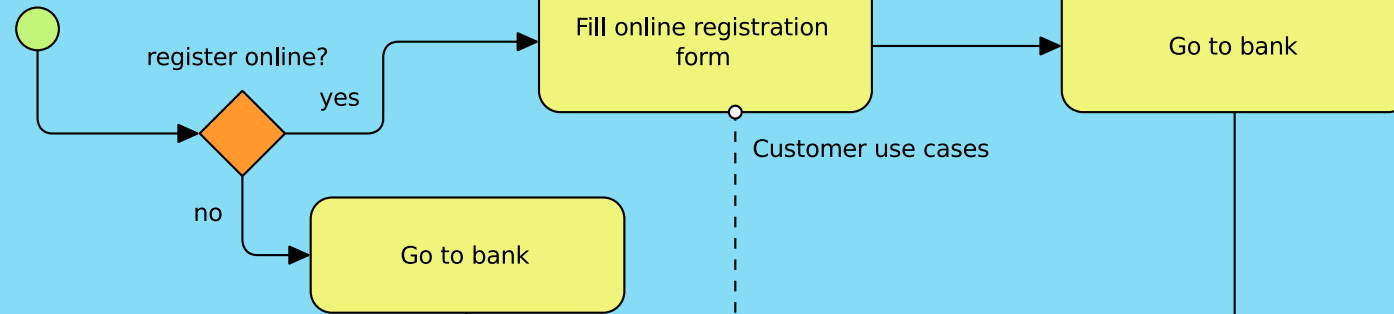 Fill online registration
form
Go to bank
register online?
yes
Customer use cases
no
Go to bank